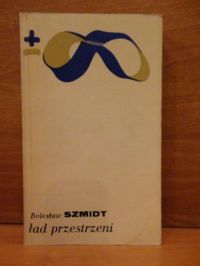 ±
Bolesław SZMIDT
ład przestrzeni